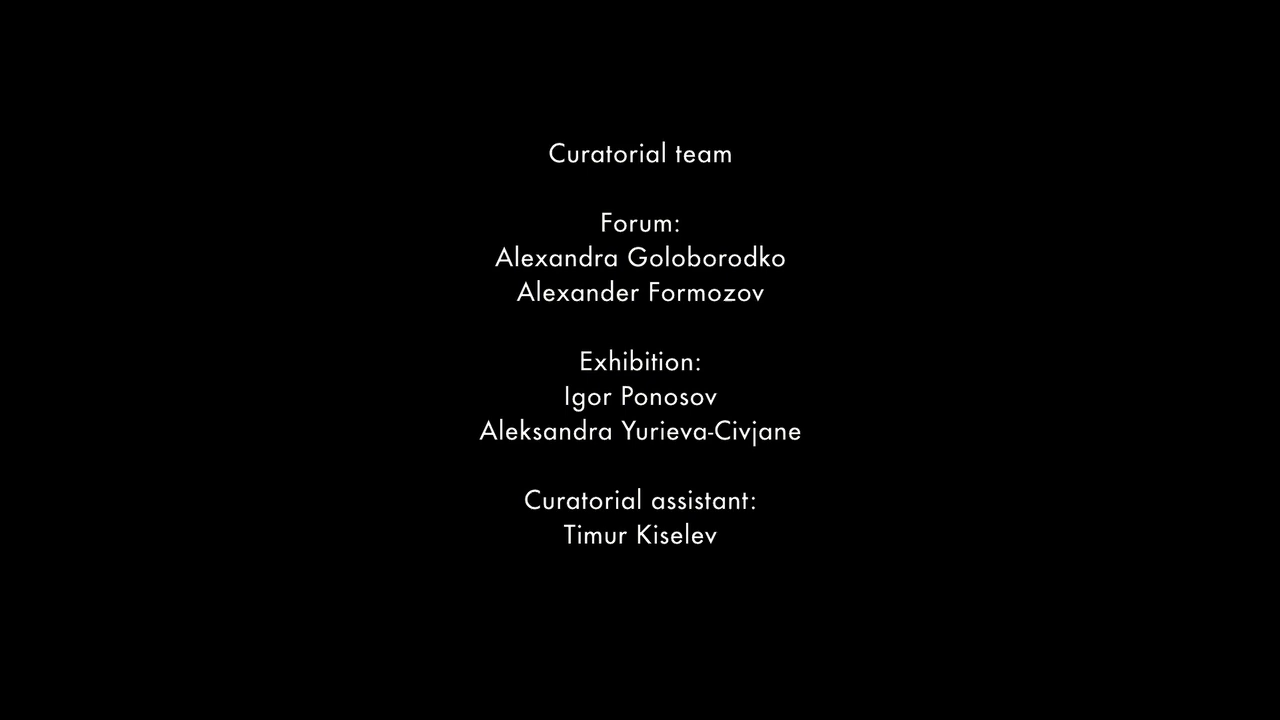 Curatorial team
Forum:
Alexandra Goloborodko
Alexander Formozov
Exhibition:
Igor Ponosov
Aleksandra Yurieva-Civjane
Curatorial assistant:
Timur Kiselev